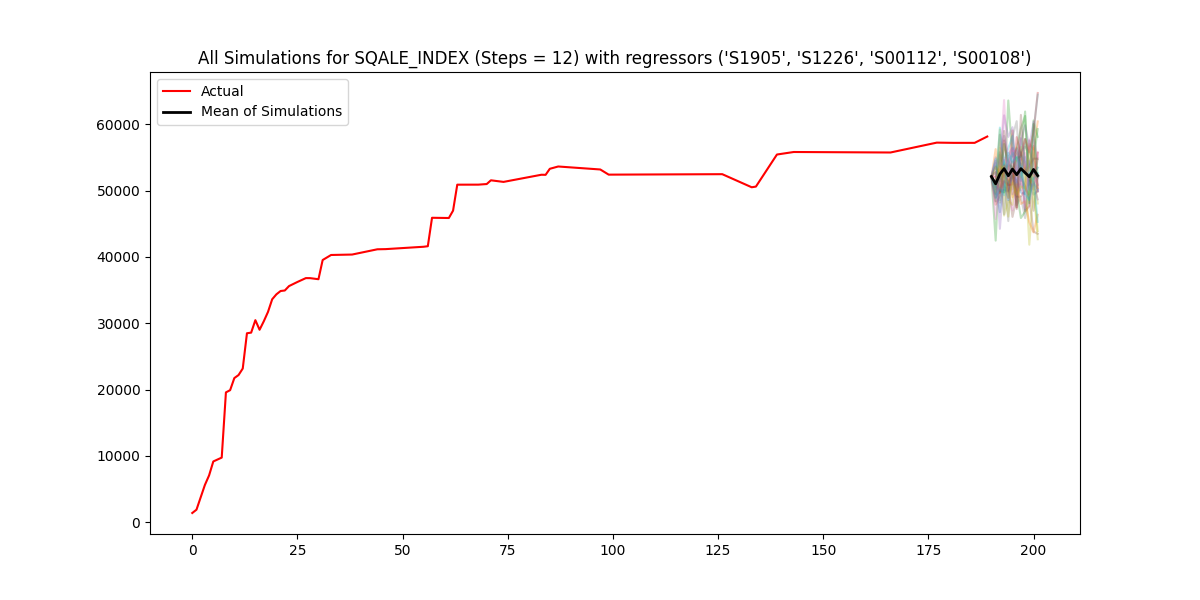 All Simulations for SQALE_INDEX (Steps = 12) with regressors ('S1905', 'S1226', 'S00112', 'S00108')
Actual
Mean of Simulations
60000
50000
40000
30000
20000
10000
0
0 25 50 75 100 125 150 175 200